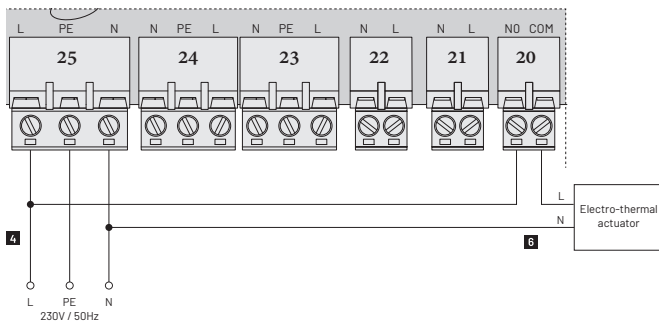 L PE N N PE L N PE L N L N L NO COM
25 24 23 22 21 20
L
Electro-thermal
actuator
N
4
6
L PE N
230V / 50Hz